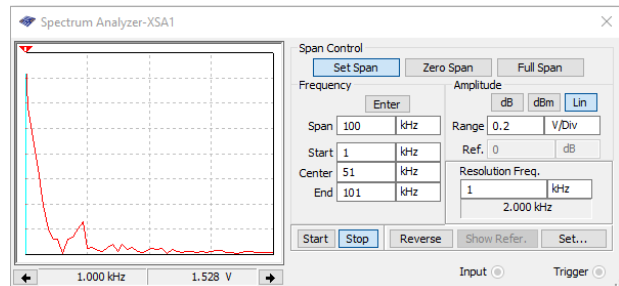 Spectrum Analyzer-XSA1
1
1.000 kHz 1.528 V
Span Control
Set Span Zero Span Full Span
Frequency
Enter
Span 100 kHz
Start 1 kHz
Center 51 kHz
End 101 kHz
Amplitude
dB dBm Lin
Range 0.2 V/Div
Ref. 0 dB
Resolution Freq.
1 kHz
2.000 kHz
Start Stop Reverse Show Refer. Set...
Input Trigger